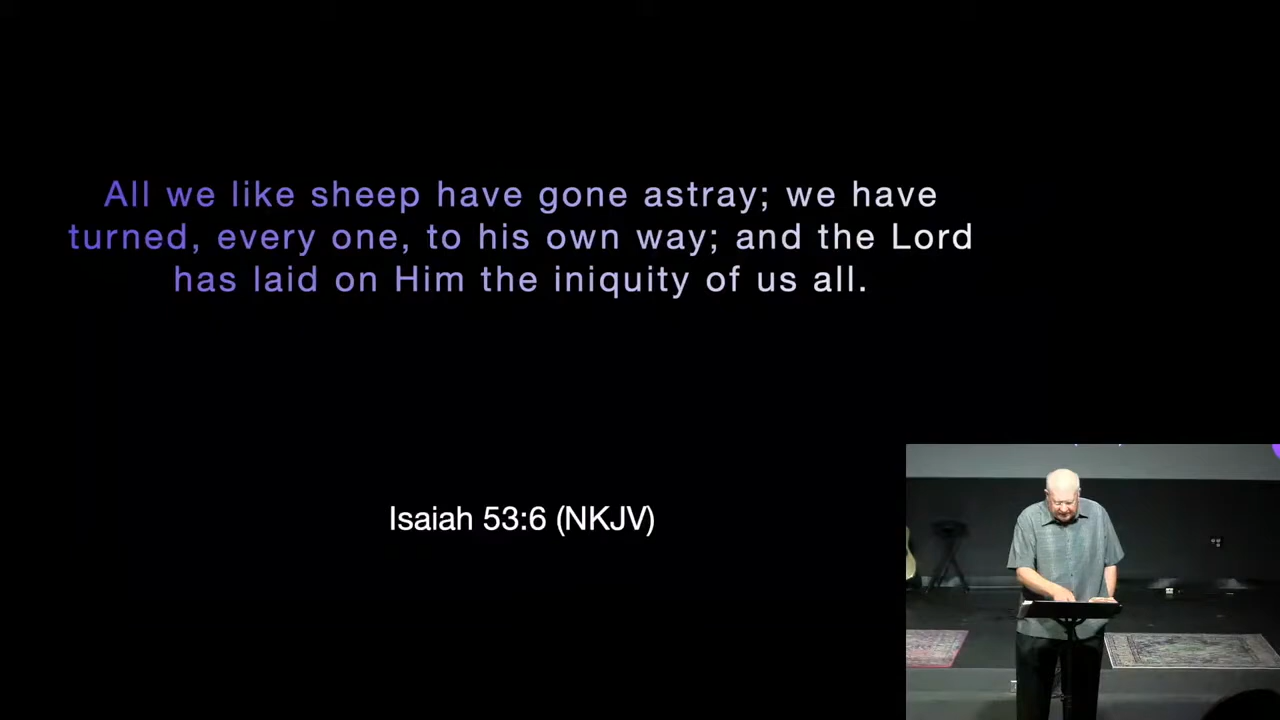 All we like sheep have gone astray; we have
turned, every one, to his own way; and the Lord
has laid on Him the iniquity of us all.
Isaiah 53:6 (NKJV)